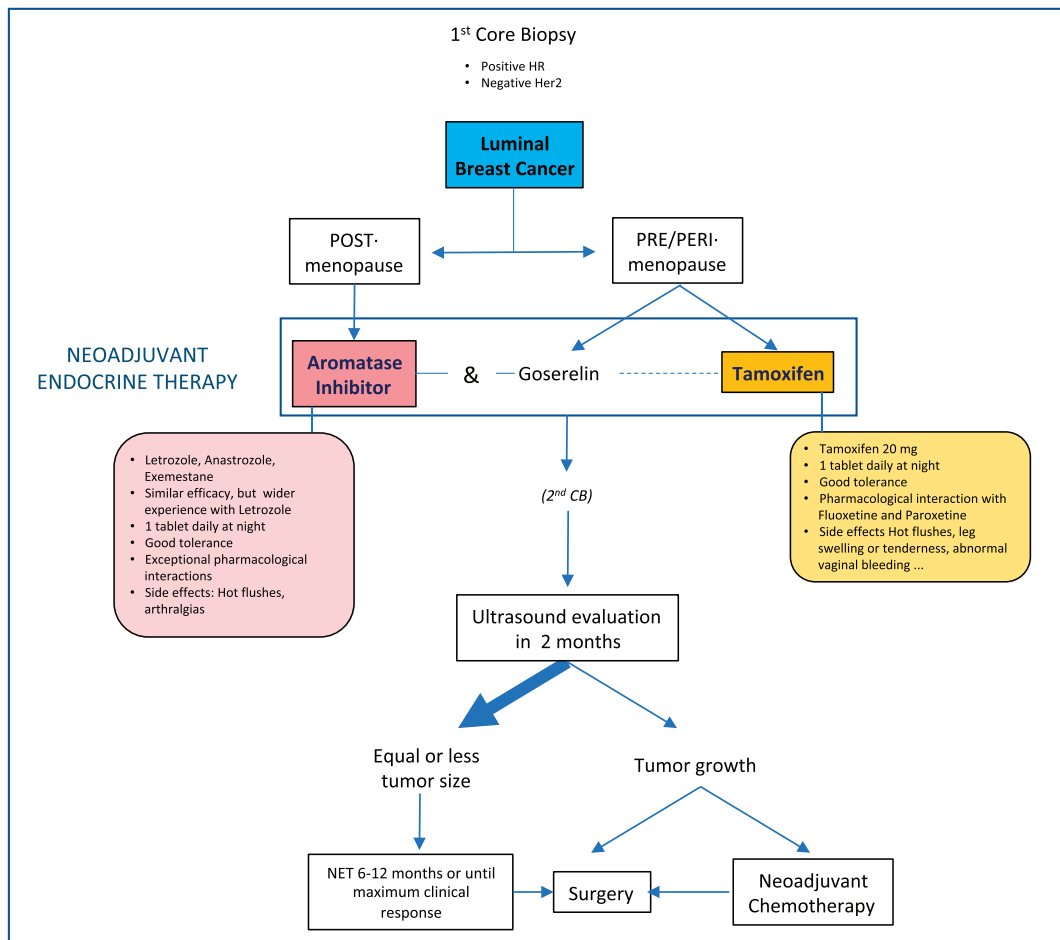 1st Core Biopsy
• Positive HR
• Negative Her2
Luminal
Breast Cancer
POST·
menopause
PRE/PERI·
menopause
NEOADJUVANT
ENDOCRINE THERAPY
Aromatase
Inhibitor
&
Goserelin
Tamoxifen
• Letrozole, Anastrozole,
Exemestane
• Similar efficacy, but wider
experience with Letrozole
• 1 tablet daily at night
• Good tolerance
• Exceptional pharmacological
interactions
• Side effects: Hot flushes,
arthralgias
• Tamoxifen 20 mg
• 1 tablet daily at night
• Good tolerance
• Pharmacological interaction with
Fluoxetine and Paroxetine
• Side effects Hot flushes, leg
swelling or tenderness, abnormal
vaginal bleeding ...
(2nd CB)
Ultrasound evaluation
in 2 months
Equal or less
tumor size
Tumor growth
NET 6-12 months or until
maximum clinical
response
Surgery
Neoadjuvant
Chemotherapy